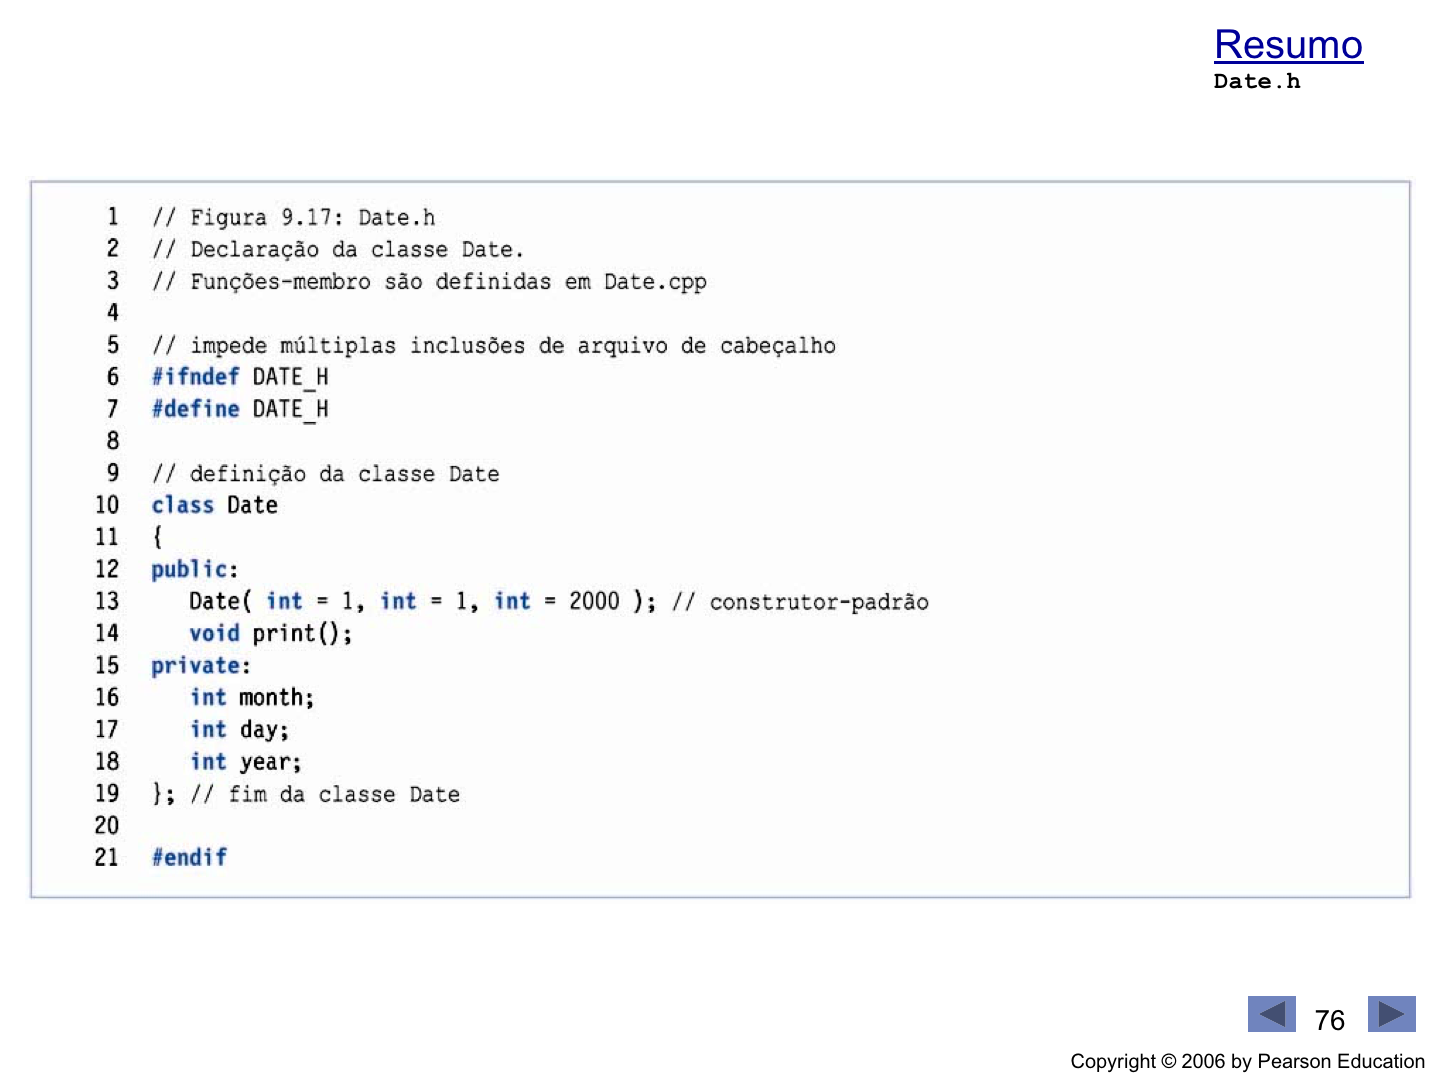 Resumo
Date.h
1 // Figura 9.17: Date.h
2 // Declaração da classe Date.
3 // Funções-membro são definidas em Date.cpp
4
5 // impede múltiplas inclusões de arquivo de cabeçalho
6 #ifndef DATE_H
7 #define DATE_H
8
9 // definição da classe Date
10 class Date
11 {
12 public:
13    Date( int = 1, int = 1, int = 2000 ); // construtor-padrão
14    void print();
15 private:
16    int month;
17    int day;
18    int year;
19 }; // fim da classe Date
20
21 #endif
76
Copyright © 2006 by Pearson Education